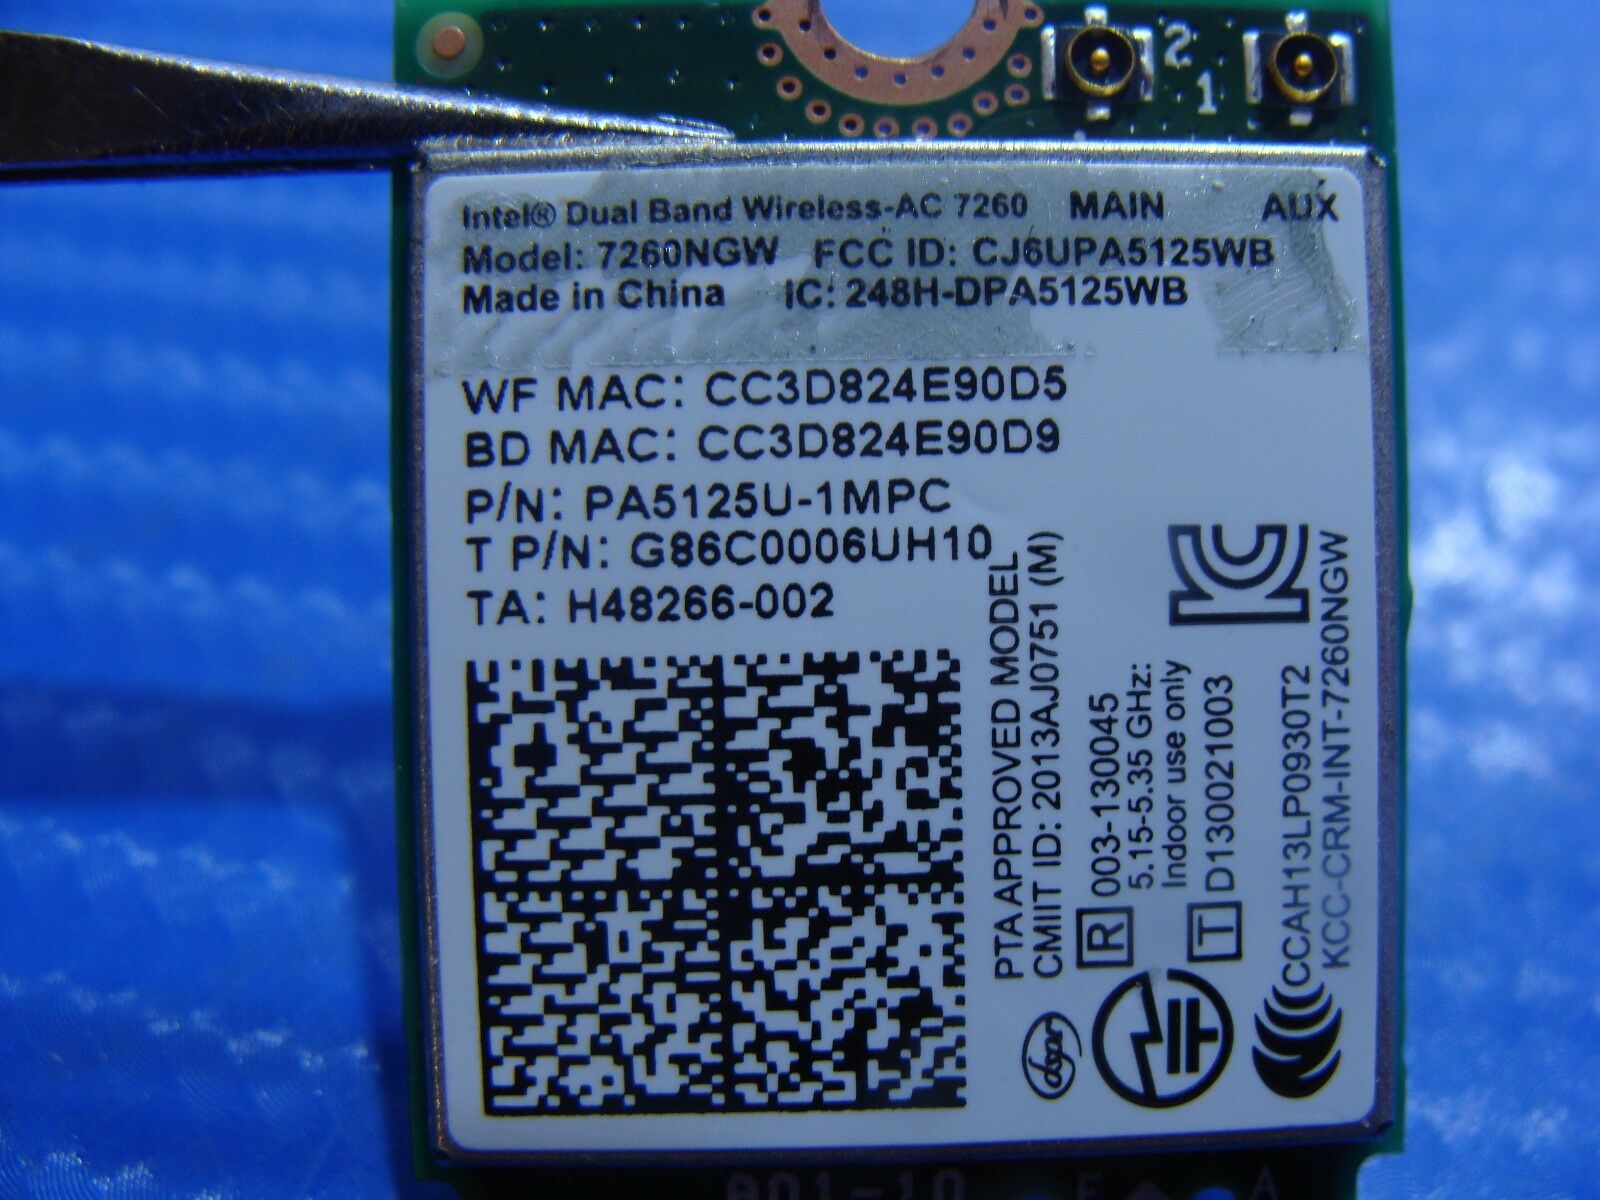 2
1
Intel® Dual Band Wireless-AC 7260 MAIN AUX
Model: 7260NGW FCC ID: CJ6UPA5125WB
Made in China IC: 248H-DPA5125WB
WF MAC: CC3D824E90D5
BD MAC: CC3D824E90D9
P/N: PA5125U-1MPC
T P/N: G86C0006UH10
TA: H48266-002
PTA APPROVED MODEL
CMIIT ID: 2013AJ0751 (M)
R 003-130045
5.15-5.35 GHz:
Indoor use only
T D130021003
CCAH13LP0930T2
KCC-CRM-INT-7260NGW
KC